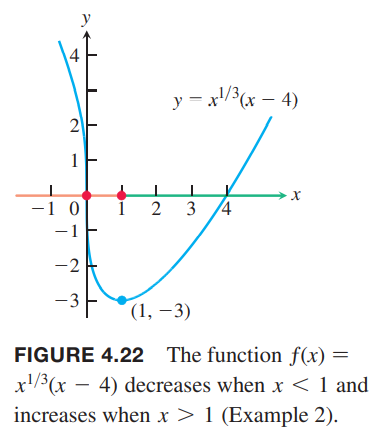 y
4
y = x^{1/3}(x − 4)
2
1
x
−1 0 1 2 3 4
−1
−2
−3
(1, −3)
FIGURE 4.22 The function f(x) =
x^{1/3}(x − 4) decreases when x < 1 and
increases when x > 1 (Example 2).